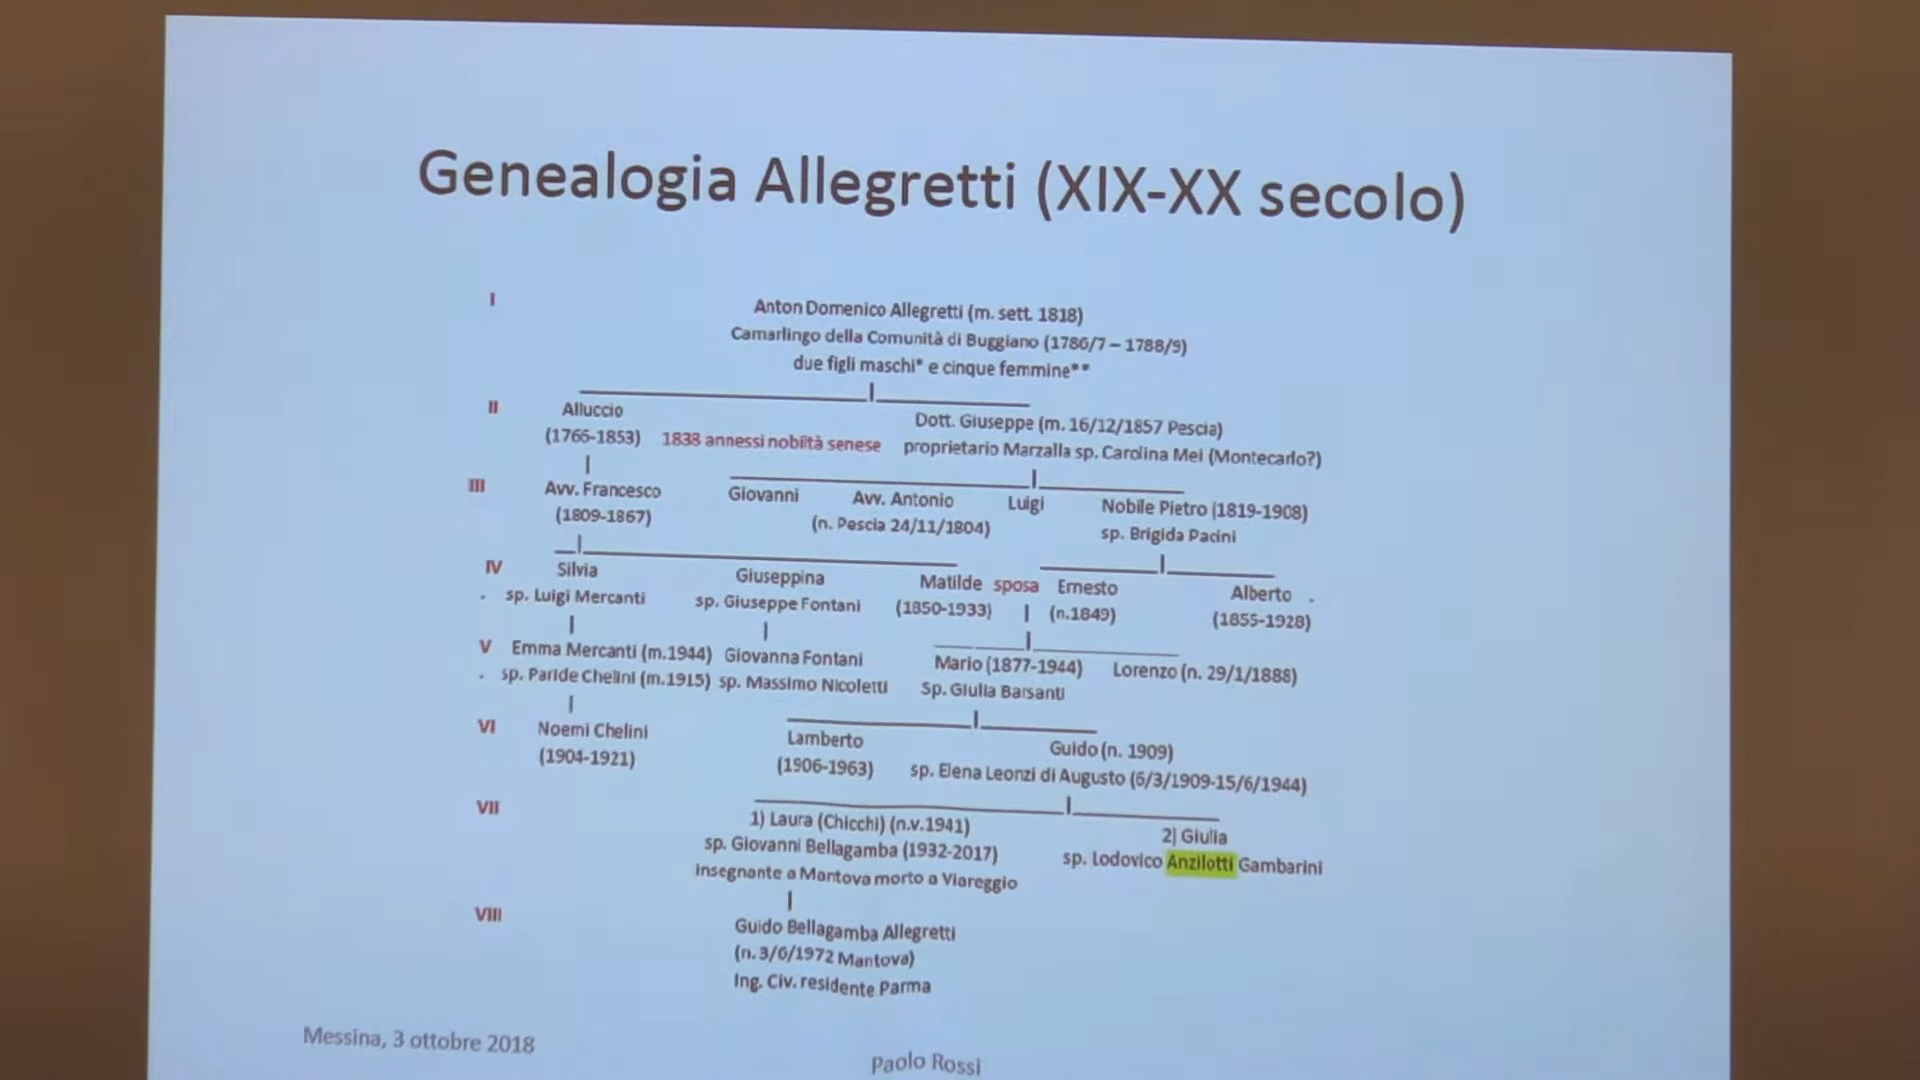 Genealogia Allegretti (XIX-XX secolo)
I
Anton Domenico Allegretti (m. sett. 1818)
Camarlingo della Comunità di Buggiano (1786/7 – 1788/9)
due figli maschi* e cinque femmine**
II
Alluccio
Dott. Giuseppe (m. 16/12/1857 Pescia)
(1766-1853) 1838 annessi nobiltà senese proprietario Marzalla sp. Carolina Mei (Montecarlo?)
III
Avv. Francesco Giovanni Avv. Antonio Luigi Nobile Pietro (1819-1908)
(1809-1867) (n. Pescia 24/11/1804) sp. Brigida Pacini
IV
Silvia Giuseppina Matilde sposa Ernesto Alberto .
. sp. Luigi Mercanti sp. Giuseppe Fontani (1850-1933) (n.1849) (1855-1928)
V
Emma Mercanti (m.1944) Giovanna Fontani Mario (1877-1944) Lorenzo (n. 29/1/1888)
. sp. Paride Chelini (m.1915) sp. Massimo Nicoletti Sp. Giulia Barsanti
VI
Noemi Chelini Lamberto Guido (n. 1909)
(1904-1921) (1906-1963) sp. Elena Leonzi di Augusto (6/3/1909-15/6/1944)
VII
1) Laura (Chicchi) (n.v.1941) 2) Giulia
sp. Giovanni Bellagamba (1932-2017) sp. Lodovico Anzilotti Gambarini
insegnante a Mantova morto a Viareggio
VIII
Guido Bellagamba Allegretti
(n. 3/6/1972 Mantova)
Ing. Civ. residente Parma
Messina, 3 ottobre 2018
Paolo Rossi